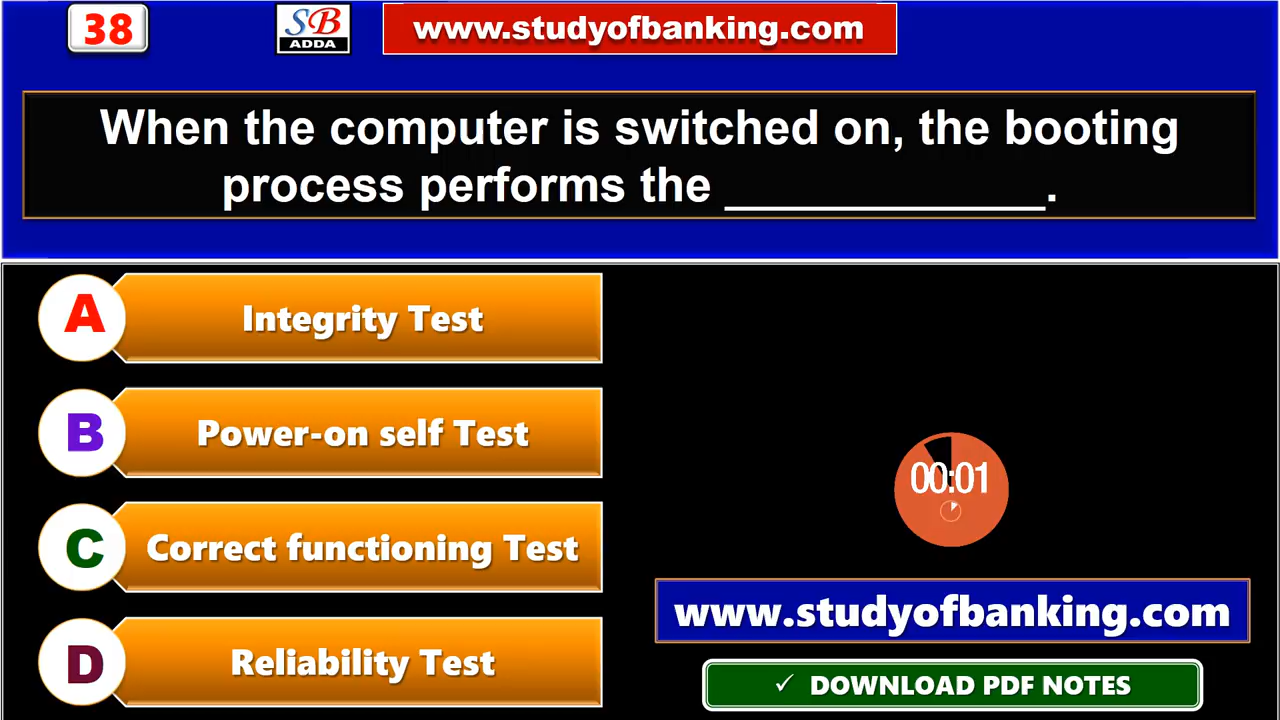 38
SB
ADDA
www.studyofbanking.com
When the computer is switched on, the booting
process performs the _____________.
A
Integrity Test
B
Power-on self Test
C
Correct functioning Test
D
Reliability Test
00:01
www.studyofbanking.com
✓ DOWNLOAD PDF NOTES